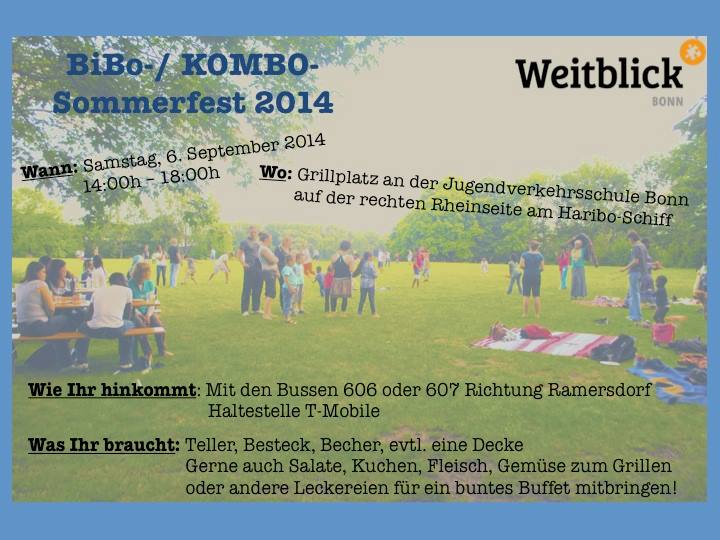 BiBo-/ KOMBO-
Sommerfest 2014
Weitblick
BONN
Wann: Samstag, 6. September 2014
14:00h – 18:00h
Wo: Grillplatz an der Jugendverkehrsschule Bonn
auf der rechten Rheinseite am Haribo-Schiff
Wie Ihr hinkommt: Mit den Bussen 606 oder 607 Richtung Ramersdorf
Haltestelle T-Mobile
Was Ihr braucht: Teller, Besteck, Becher, evtl. eine Decke
Gerne auch Salate, Kuchen, Fleisch, Gemüse zum Grillen
oder andere Leckereien für ein buntes Buffet mitbringen!